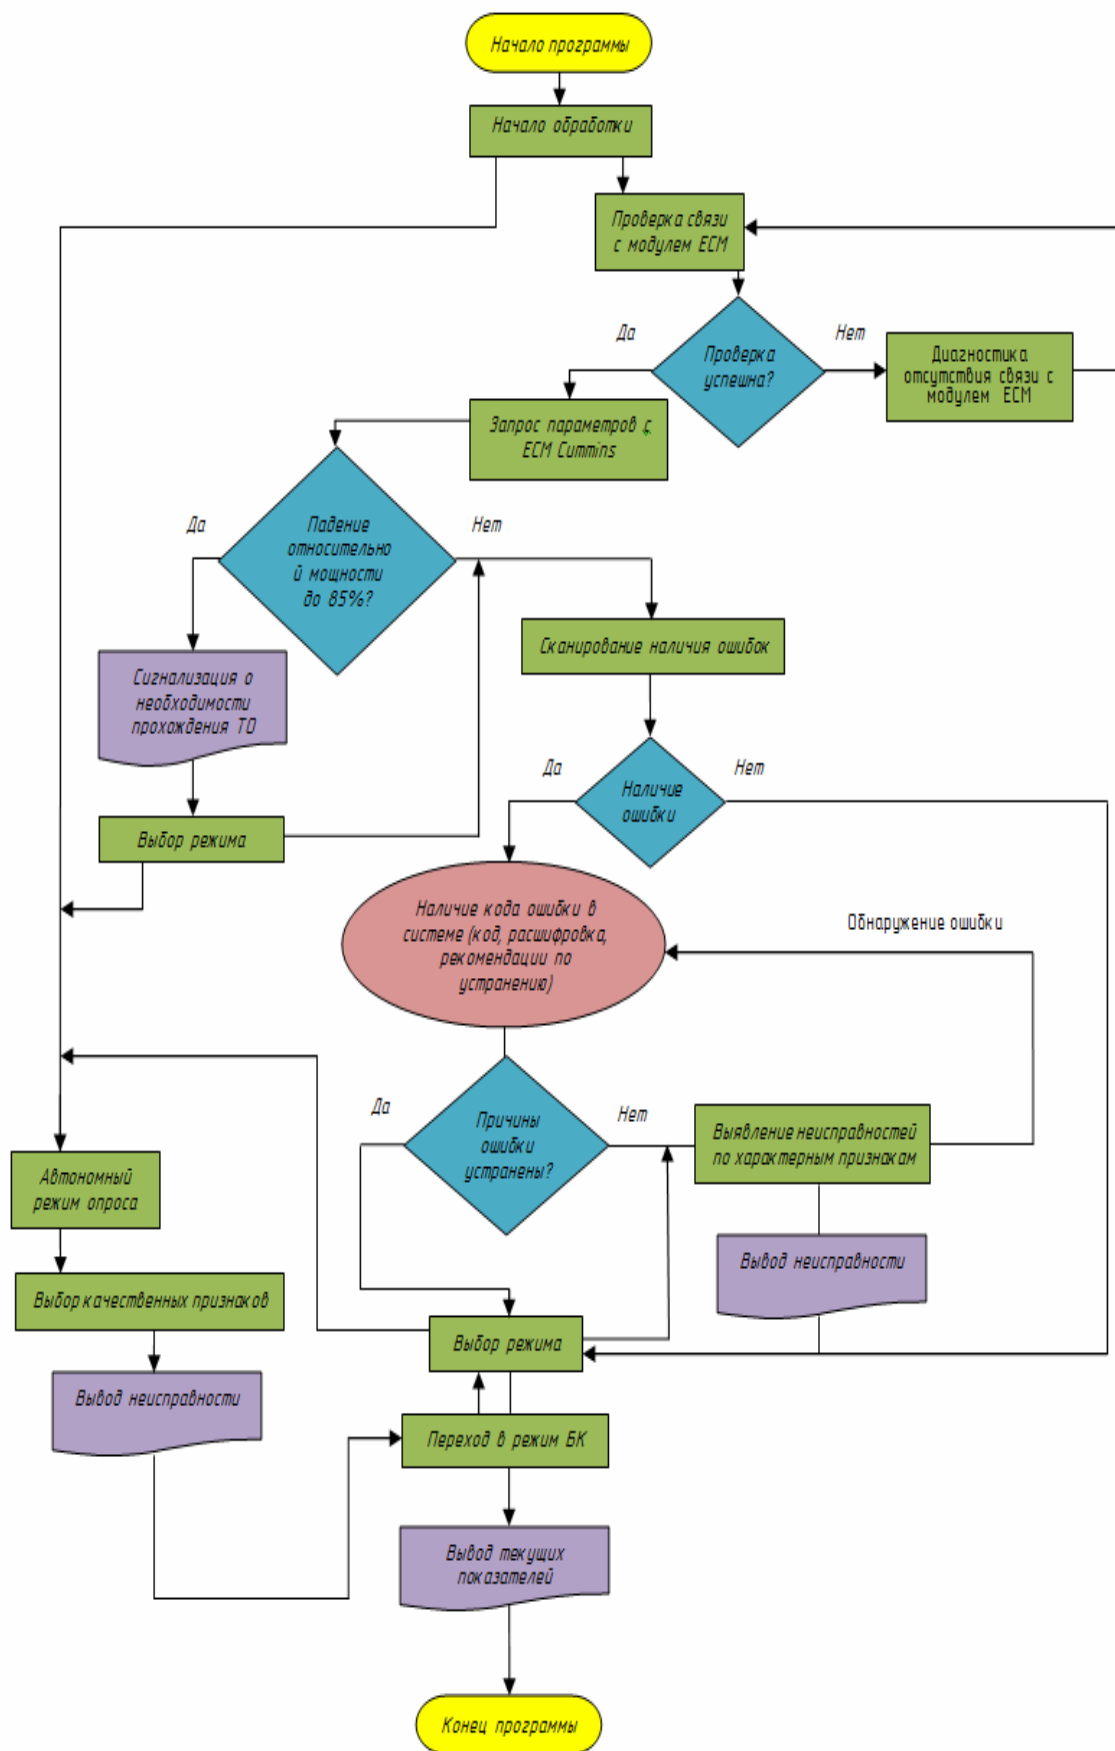 Начало программы
Начало обработки
Проверка связи
с модулем ECM
Да
Нет
Проверка
успешна?
Диагностика
отсутствия связи с
модулем ECM
Запрос параметров с
ECM Cummins
Да
Нет
Падение
относительно
й мощности
до 85%?
Сканирование наличия ошибок
Сигнализация о
необходимости
прохождения ТО
Да
Нет
Наличие
ошибки
Выбор режима
Наличие кода ошибки в
системе (код, расшифровка,
рекомендации по
устранению)
Обнаружение ошибки
Да
Нет
Причины
ошибки
устранены?
Выявление неисправностей
по характерным признакам
Автономный
режим опроса
Вывод неисправности
Выбор качественных признаков
Выбор режима
Вывод неисправности
Переход в режим БК
Вывод текущих
показателей
Конец программы